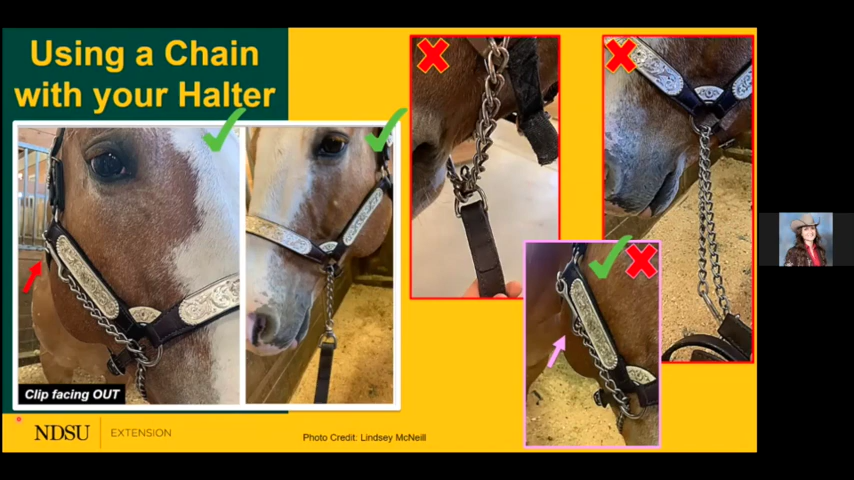 Using a Chain
with your Halter
Clip facing OUT
NDSU EXTENSION
Photo Credit: Lindsey McNeill